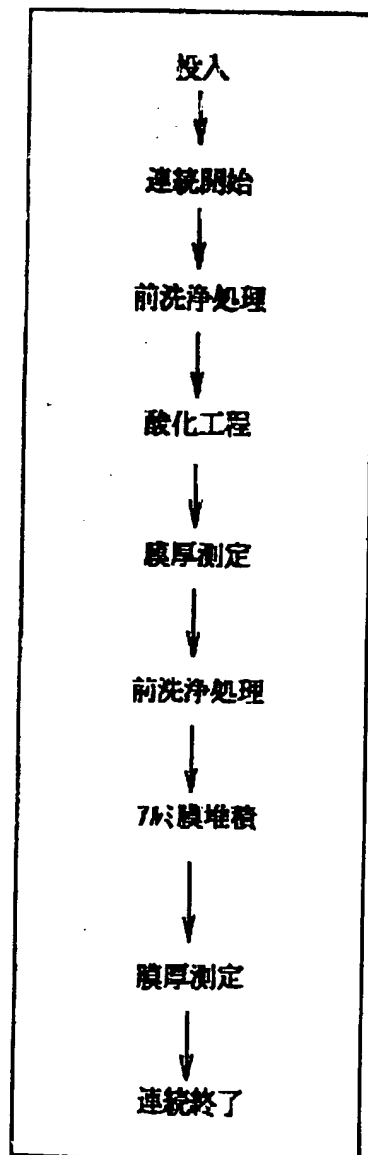 投入
連続開始
前洗浄処理
酸化工程
膜厚測定
前洗浄処理
ｱﾙﾐ膜堆積
膜厚測定
連続終了